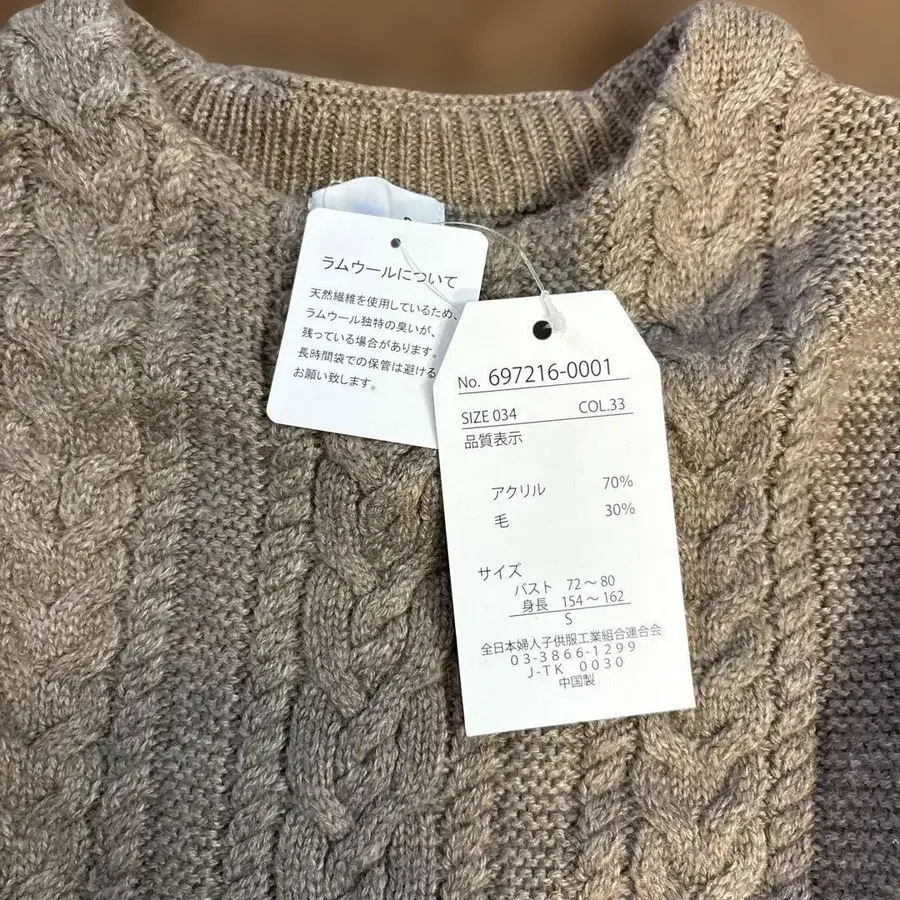 ラムウールについて
天然繊維を使用しているため、
ラムウール独特の臭いが、
残っている場合があります。
長時間袋での保管は避ける
お願い致します。
No. 697216-0001
SIZE 034 COL.33
品質表示
アクリル 70%
毛 30%
サイズ
バスト 72～80
身長 154～162
S
全日本婦人子供服工業組合連合会
03-3866-1299
J-TK 0030
中国製